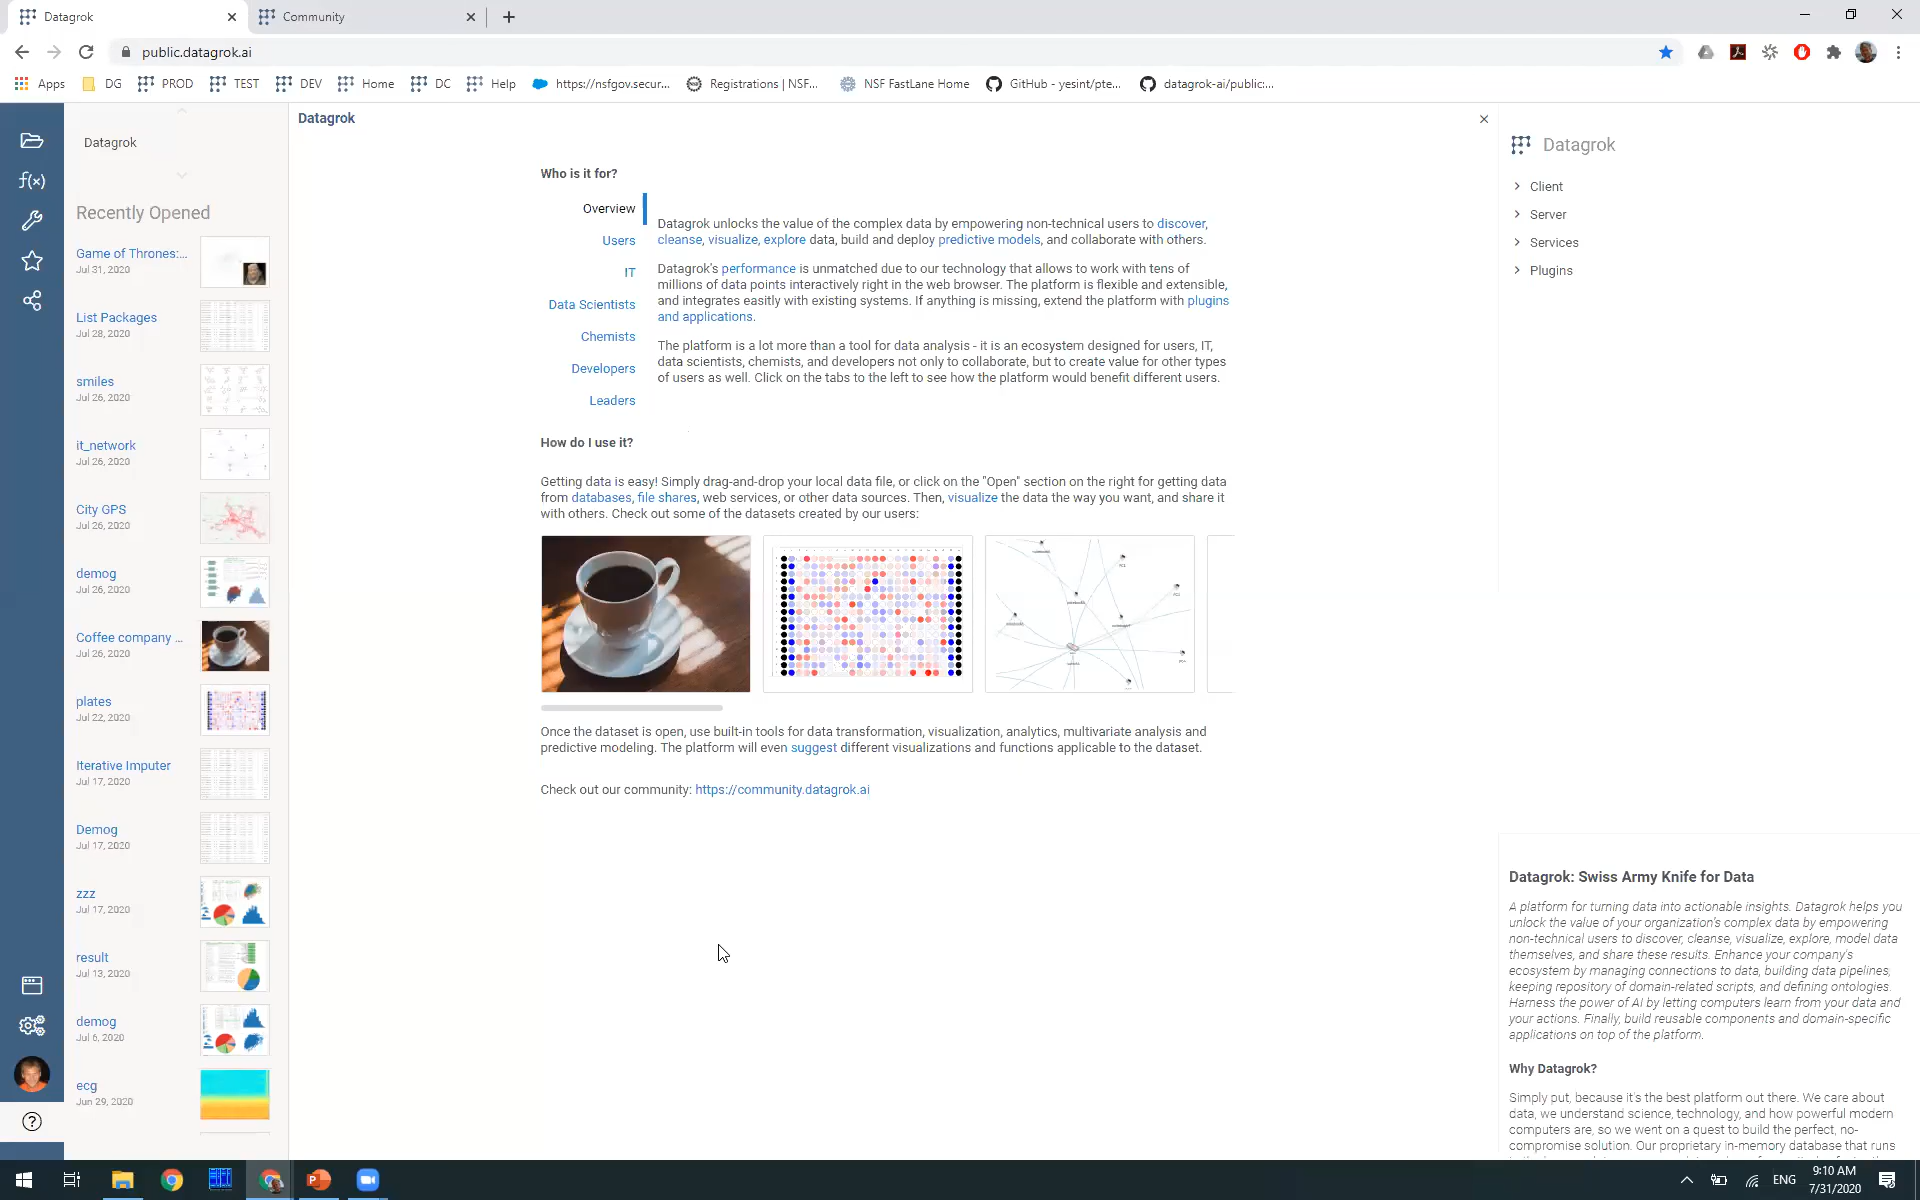 Datagrok
Community
public.datagrok.ai
Apps
DG
PROD
TEST
DEV
Home
DC
Help
https://nsfgov.secur...
Registrations | NSF...
NSF FastLane Home
GitHub - yesint/pte...
datagrok-ai/public:...
Datagrok
Recently Opened
Game of Thrones:...
Jul 31, 2020
List Packages
Jul 28, 2020
smiles
Jul 26, 2020
it_network
Jul 26, 2020
City GPS
Jul 26, 2020
demog
Jul 26, 2020
Coffee company ...
Jul 26, 2020
plates
Jul 22, 2020
Iterative Imputer
Jul 17, 2020
Demog
Jul 17, 2020
zzz
Jul 17, 2020
result
Jul 13, 2020
demog
Jul 6, 2020
ecg
Jun 29, 2020
Datagrok
Who is it for?
Overview
Users
IT
Data Scientists
Chemists
Developers
Leaders
Datagrok unlocks the value of the complex data by empowering non-technical users to discover,
cleanse, visualize, explore data, build and deploy predictive models, and collaborate with others.
Datagrok's performance is unmatched due to our technology that allows to work with tens of
millions of data points interactively right in the web browser. The platform is flexible and extensible,
and integrates easitly with existing systems. If anything is missing, extend the platform with plugins
and applications.
The platform is a lot more than a tool for data analysis - it is an ecosystem designed for users, IT,
data scientists, chemists, and developers not only to collaborate, but to create value for other types
of users as well. Click on the tabs to the left to see how the platform would benefit different users.
How do I use it?
Getting data is easy! Simply drag-and-drop your local data file, or click on the "Open" section on the right for getting data
from databases, file shares, web services, or other data sources. Then, visualize the data the way you want, and share it
with others. Check out some of the datasets created by our users:
Once the dataset is open, use built-in tools for data transformation, visualization, analytics, multivariate analysis and
predictive modeling. The platform will even suggest different visualizations and functions applicable to the dataset.
Check out our community: https://community.datagrok.ai
Datagrok
Client
Server
Services
Plugins
Datagrok: Swiss Army Knife for Data
A platform for turning data into actionable insights. Datagrok helps you
unlock the value of your organization's complex data by empowering
non-technical users to discover, cleanse, visualize, explore, model data
themselves, and share these results. Enhance your company's
ecosystem by managing connections to data, building data pipelines,
keeping repository of domain-related scripts, and defining ontologies.
Harness the power of AI by letting computers learn from your data and
your actions. Finally, build reusable components and domain-specific
applications on top of the platform.
Why Datagrok?
Simply put, because it's the best platform out there. We care about
data, we understand science, technology, and how powerful modern
computers are, so we went on a quest to build the perfect, no-
compromise solution. Our proprietary in-memory database that runs
ENG
9:10 AM
7/31/2020